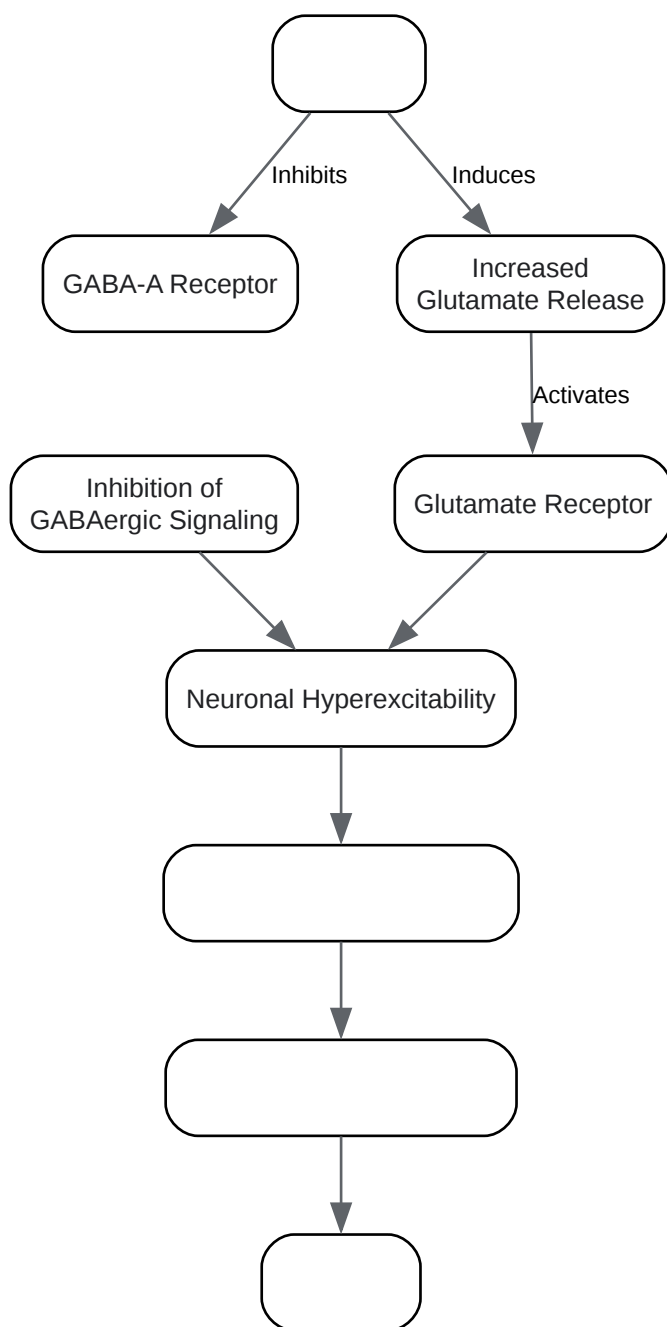 Inhibits
Induces
GABA-A Receptor
Increased
Glutamate Release
Activates
Inhibition of
GABAergic Signaling
Glutamate Receptor
Neuronal Hyperexcitability